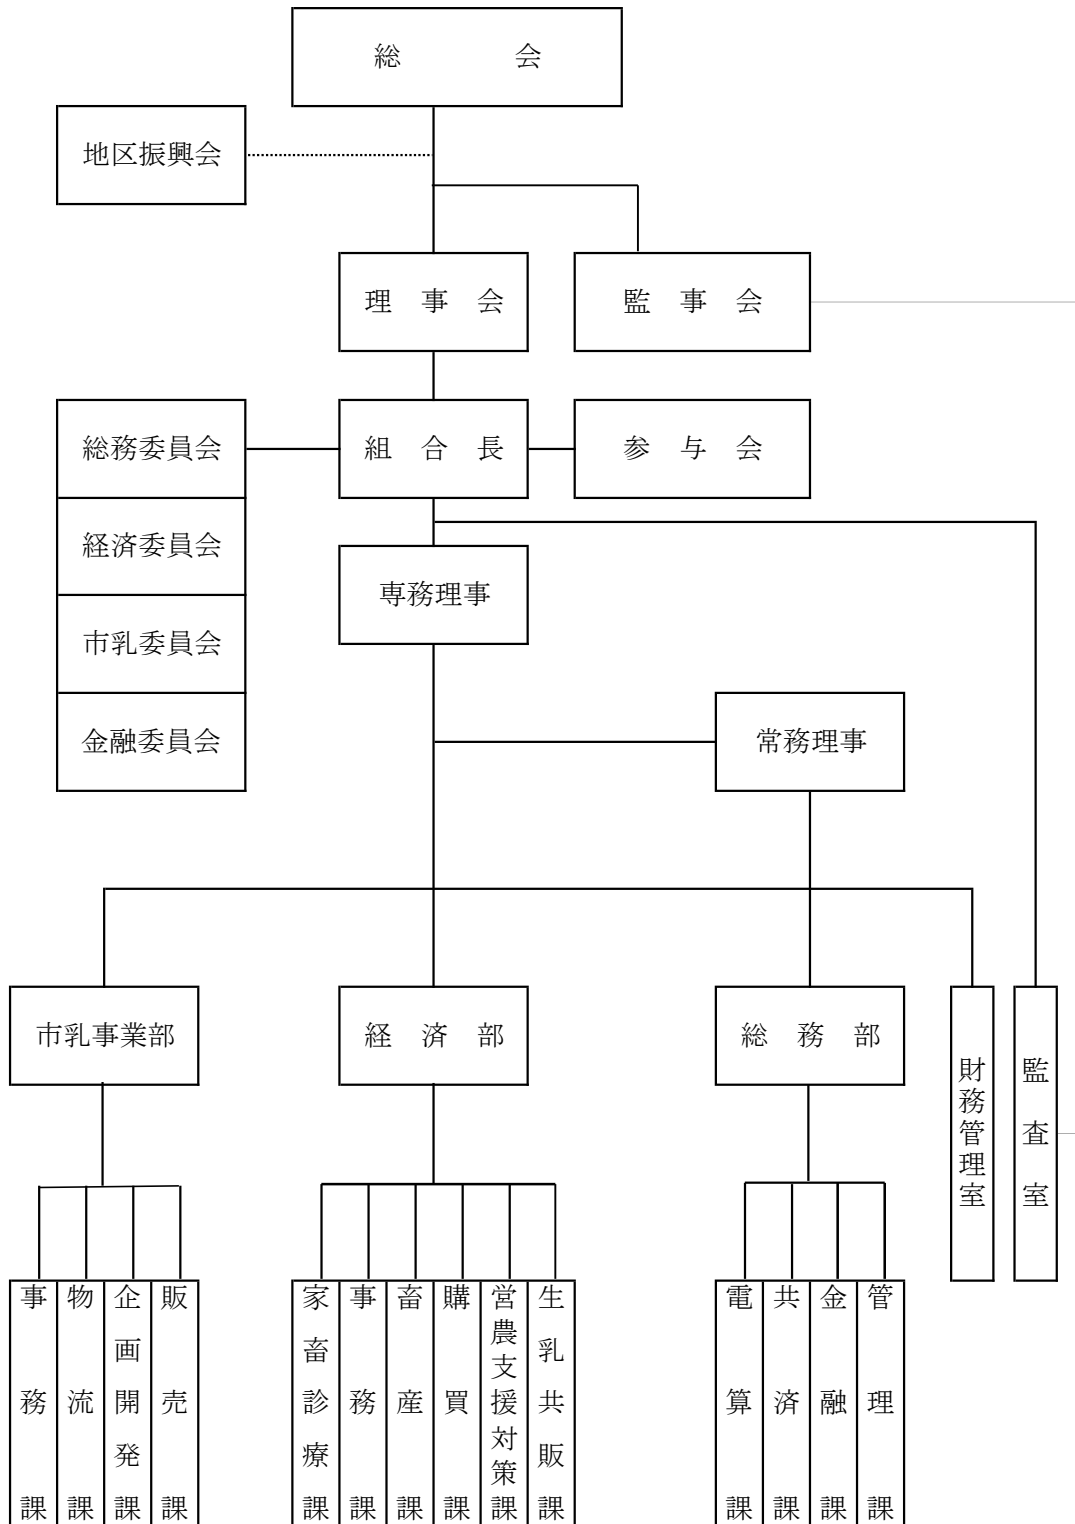 総会
地区振興会
理事会
監事会
総務委員会
組合長
参与会
経済委員会
専務理事
市乳委員会
金融委員会
常務理事
市乳事業部
経済部
総務部
財務管理室
監査室
事務課
物流課
企画開発課
販売課
家畜診療課
事務課
畜産課
購買課
営農支援対策課
生乳共販課
電算課
共済課
金融課
管理課